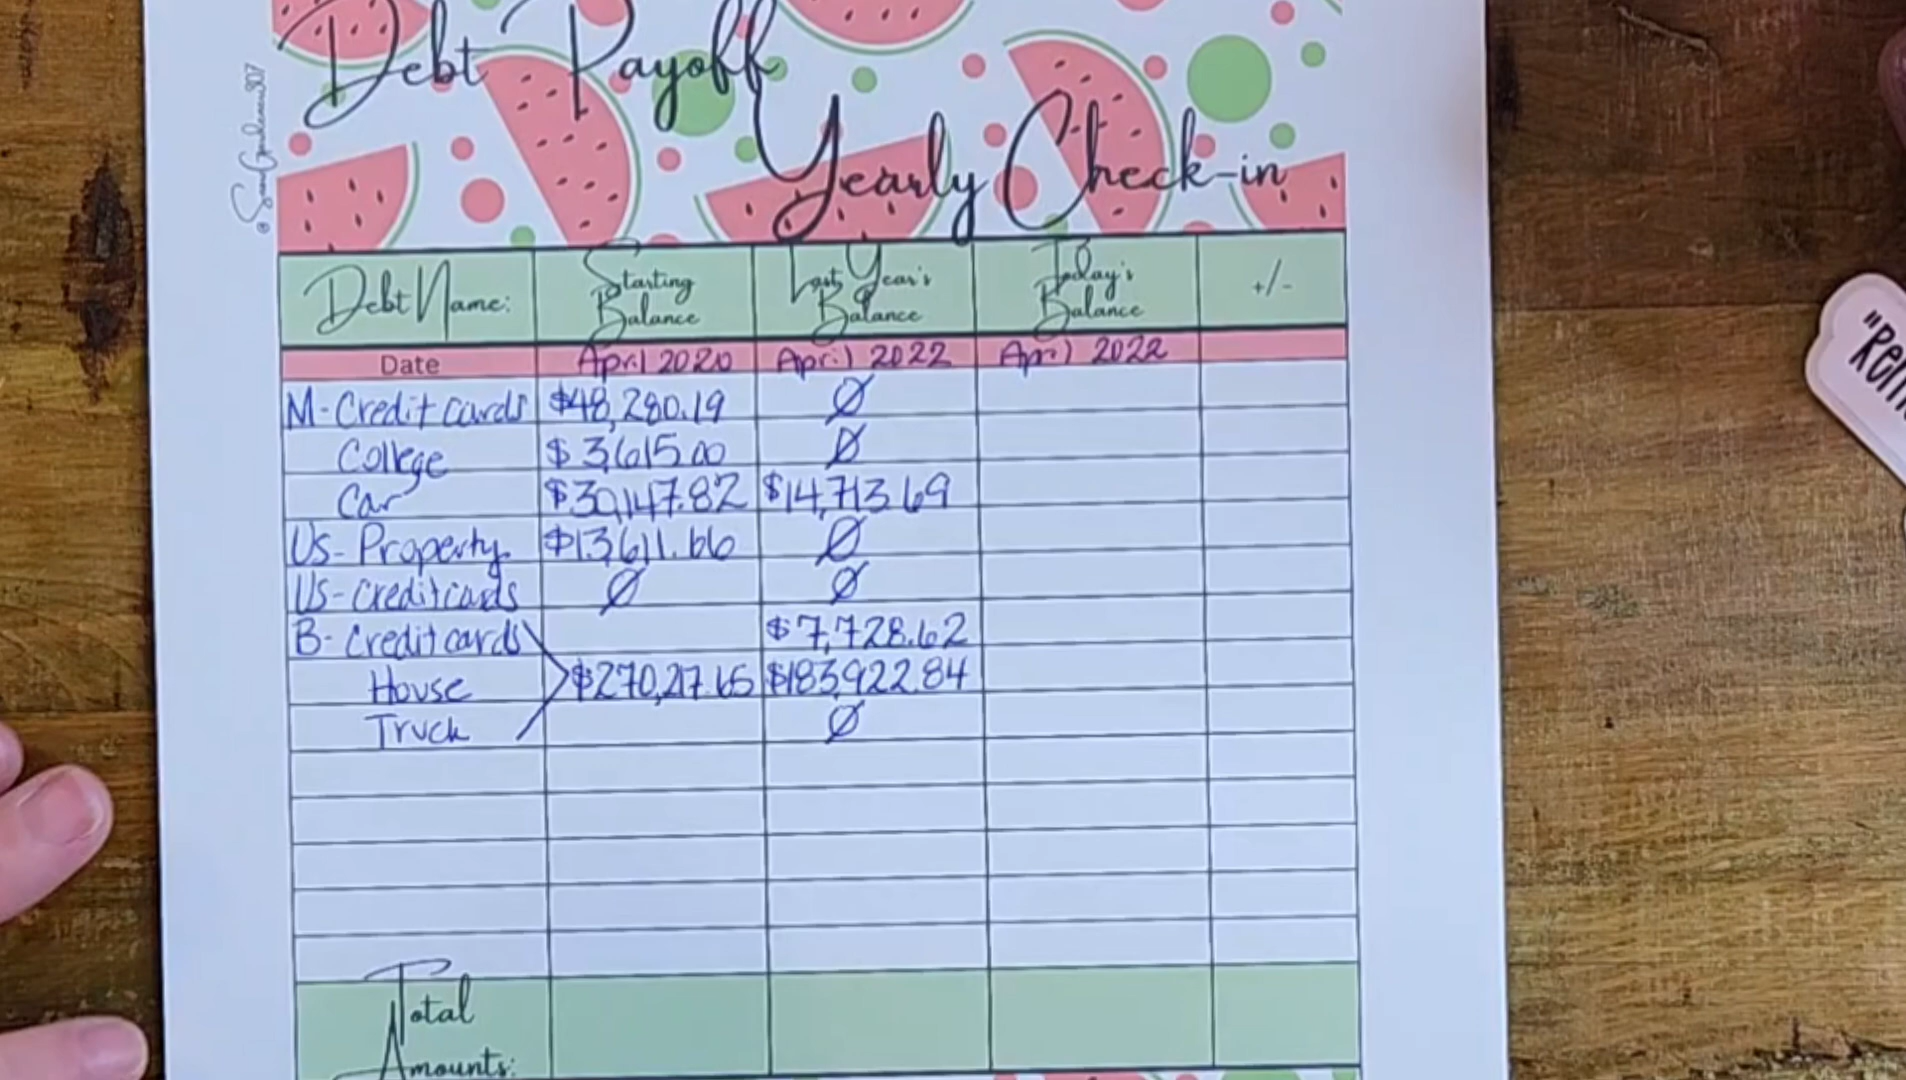 Debt Payoff
Yearly Check-in
Debt Name: Starting Balance Last Year's Balance Today's Balance +/-
Date April 2020 April 2022 April 2022
M-Credit cards $48,280.19 Ø
College $3,615.00 Ø
Car $30,147.82 $14,713.69
Us-Property $13,611.66 Ø
Us-Credit cards Ø Ø
B-Credit cards $7,728.62
House $270,217.65 $183,922.84
Truck Ø
Total
Amounts: